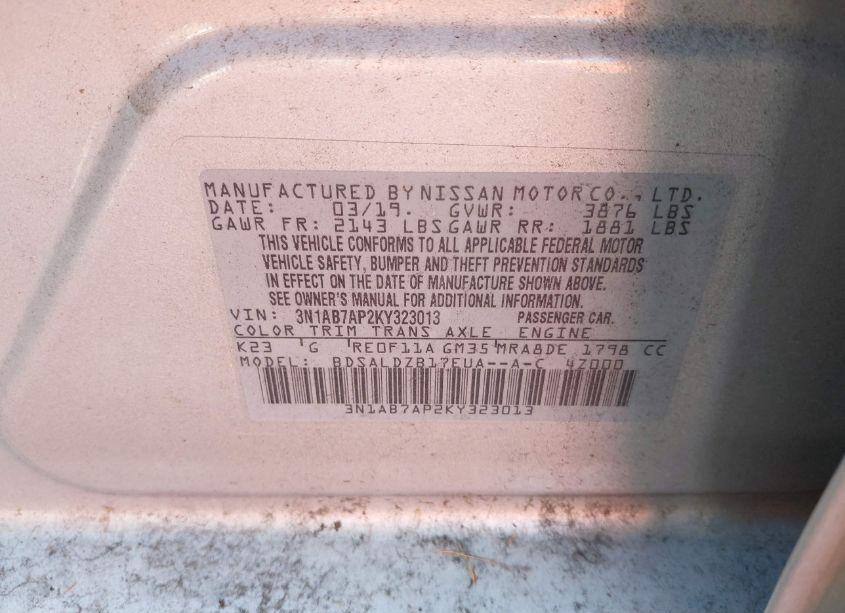 MANUFACTURED BY NISSAN MOTOR CO., LTD.
DATE: 03/19. GVWR: 3876 LBS
GAWR FR: 2143 LBS GAWR RR: 1881 LBS
THIS VEHICLE CONFORMS TO ALL APPLICABLE FEDERAL MOTOR
VEHICLE SAFETY, BUMPER AND THEFT PREVENTION STANDARDS
IN EFFECT ON THE DATE OF MANUFACTURE SHOWN ABOVE.
SEE OWNER'S MANUAL FOR ADDITIONAL INFORMATION.
VIN: 3N1AB7AP2KY323013 PASSENGER CAR.
COLOR TRIM TRANS AXLE ENGINE
K23 G RE0F11A GM35 MRA8DE 1798 CC
MODEL: BDSALDZB17EUA--A-C 4Z000
3N1AB7AP2KY323013